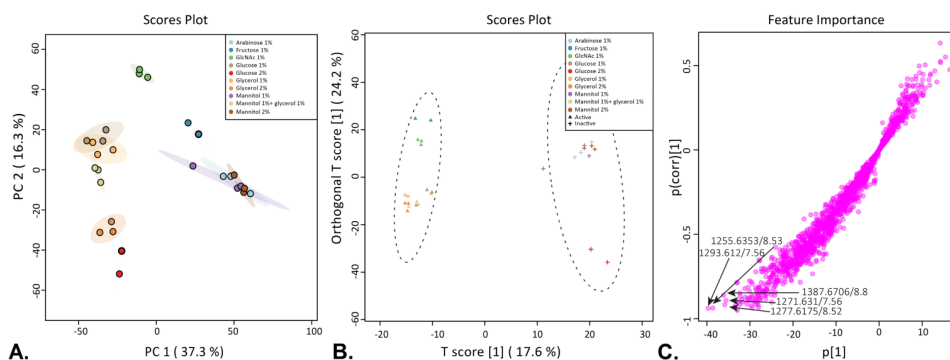 Scores Plot
Arabinose 1%
Fructose 1%
GlcNAc 1%
Glucose 1%
Glucose 2%
Glycerol 1%
Glycerol 2%
Mannitol 1%
Mannitol 1%+ glycerol 1%
Mannitol 2%
60
40
20
0
-20
-40
-60
PC 2 ( 16.3 %)
-50
0
50
100
PC 1 ( 37.3 %)
A.
Scores Plot
Arabinose 1%
Fructose 1%
GlcNAc 1%
Glucose 1%
Glucose 2%
Glycerol 1%
Glycerol 2%
Mannitol 1%
Mannitol 1%+ glycerol 1%
Mannitol 2%
Active
Inactive
60
40
20
0
-20
-40
-60
Orthogonal T score [1] ( 24.2 %)
-20
-10
0
10
20
30
T score [1] ( 17.6 %)
B.
Feature Importance
0.5
0
-0.5
-1
p(corr)[1]
1255.6353/8.53
1293.612/7.56
1387.6706/8.8
1271.631/7.56
1277.6175/8.52
-40
-30
-20
-10
0
10
p[1]
C.